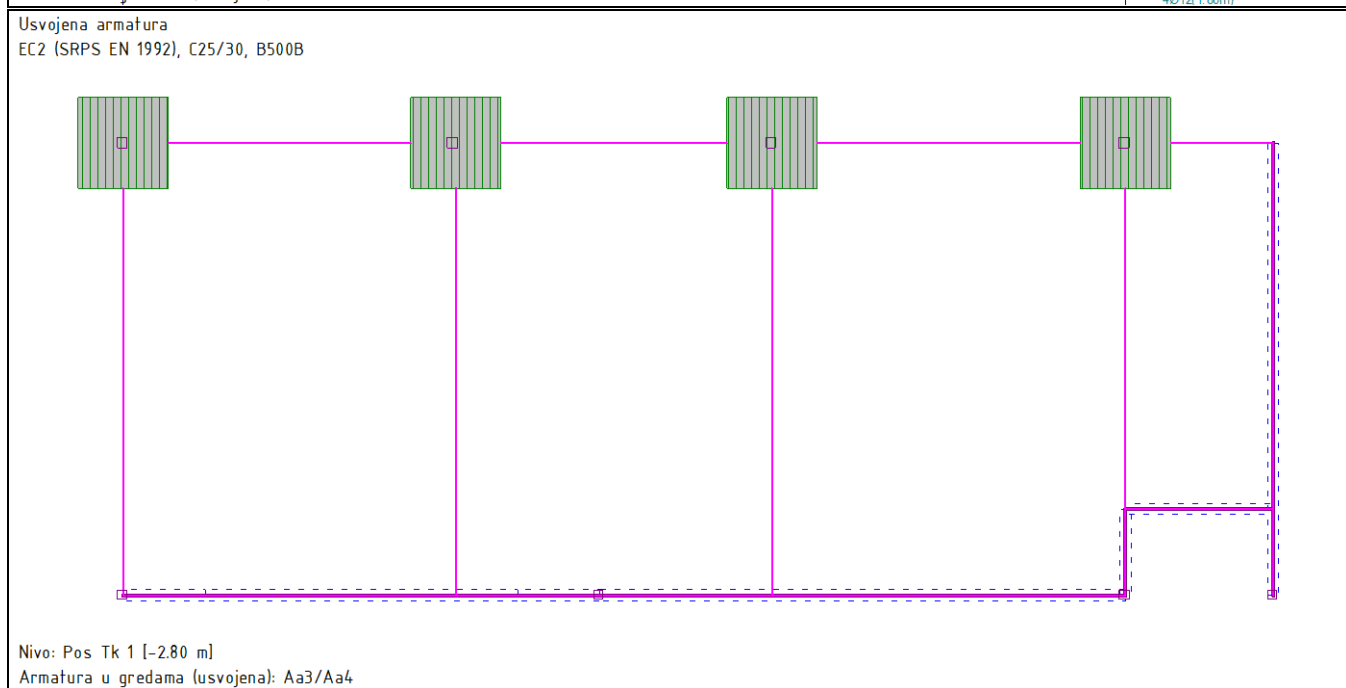 Usvojena armatura
EC2 (SRPS EN 1992), C25/30, B500B
Nivo: Pos Tk 1 [-2.80 m]
Armatura u gredama (usvojena): Aa3/Aa4